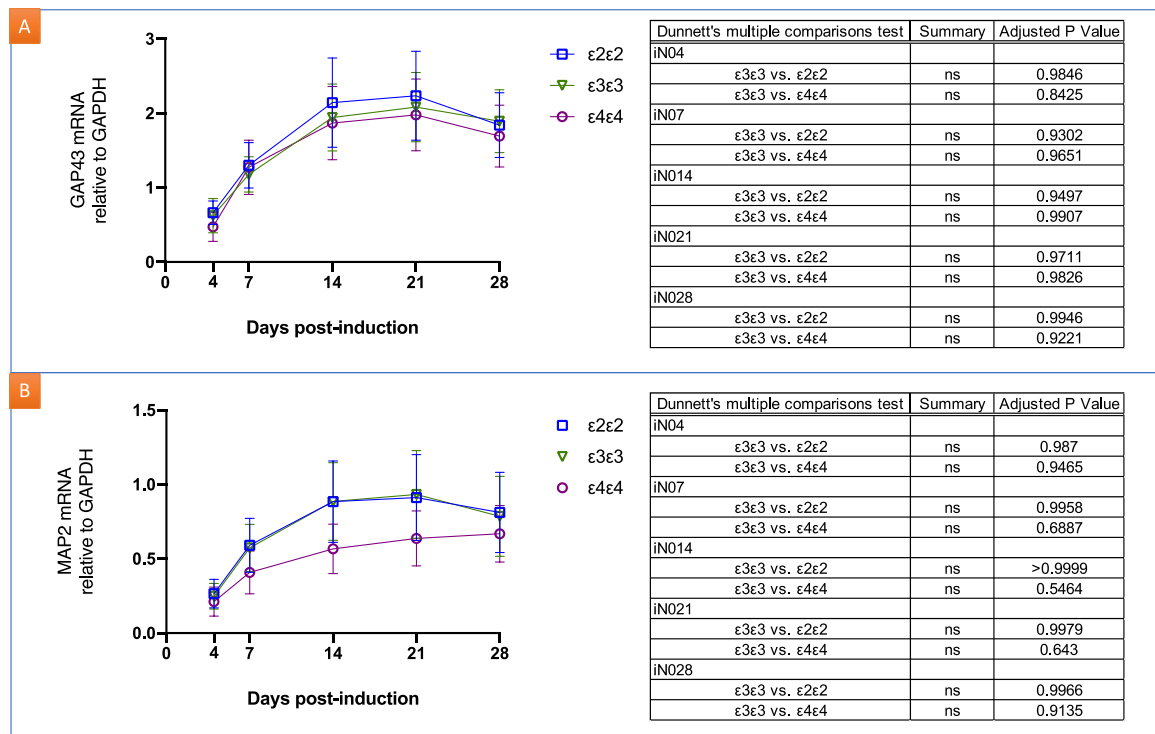 A
GAP43 mRNA
relative to GAPDH
3
2
1
0
0 4 7 14 21 28
Days post-induction
ε2ε2
ε3ε3
ε4ε4
Dunnett's multiple comparisons test Summary Adjusted P Value
iN04
ε3ε3 vs. ε2ε2 ns 0.9846
ε3ε3 vs. ε4ε4 ns 0.8425
iN07
ε3ε3 vs. ε2ε2 ns 0.9302
ε3ε3 vs. ε4ε4 ns 0.9651
iN014
ε3ε3 vs. ε2ε2 ns 0.9497
ε3ε3 vs. ε4ε4 ns 0.9907
iN021
ε3ε3 vs. ε2ε2 ns 0.9711
ε3ε3 vs. ε4ε4 ns 0.9826
iN028
ε3ε3 vs. ε2ε2 ns 0.9946
ε3ε3 vs. ε4ε4 ns 0.9221
B
MAP2 mRNA
relative to GAPDH
1.5
1.0
0.5
0.0
0 4 7 14 21 28
Days post-induction
ε2ε2
ε3ε3
ε4ε4
Dunnett's multiple comparisons test Summary Adjusted P Value
iN04
ε3ε3 vs. ε2ε2 ns 0.987
ε3ε3 vs. ε4ε4 ns 0.9465
iN07
ε3ε3 vs. ε2ε2 ns 0.9958
ε3ε3 vs. ε4ε4 ns 0.6887
iN014
ε3ε3 vs. ε2ε2 ns >0.9999
ε3ε3 vs. ε4ε4 ns 0.5464
iN021
ε3ε3 vs. ε2ε2 ns 0.9979
ε3ε3 vs. ε4ε4 ns 0.643
iN028
ε3ε3 vs. ε2ε2 ns 0.9966
ε3ε3 vs. ε4ε4 ns 0.9135